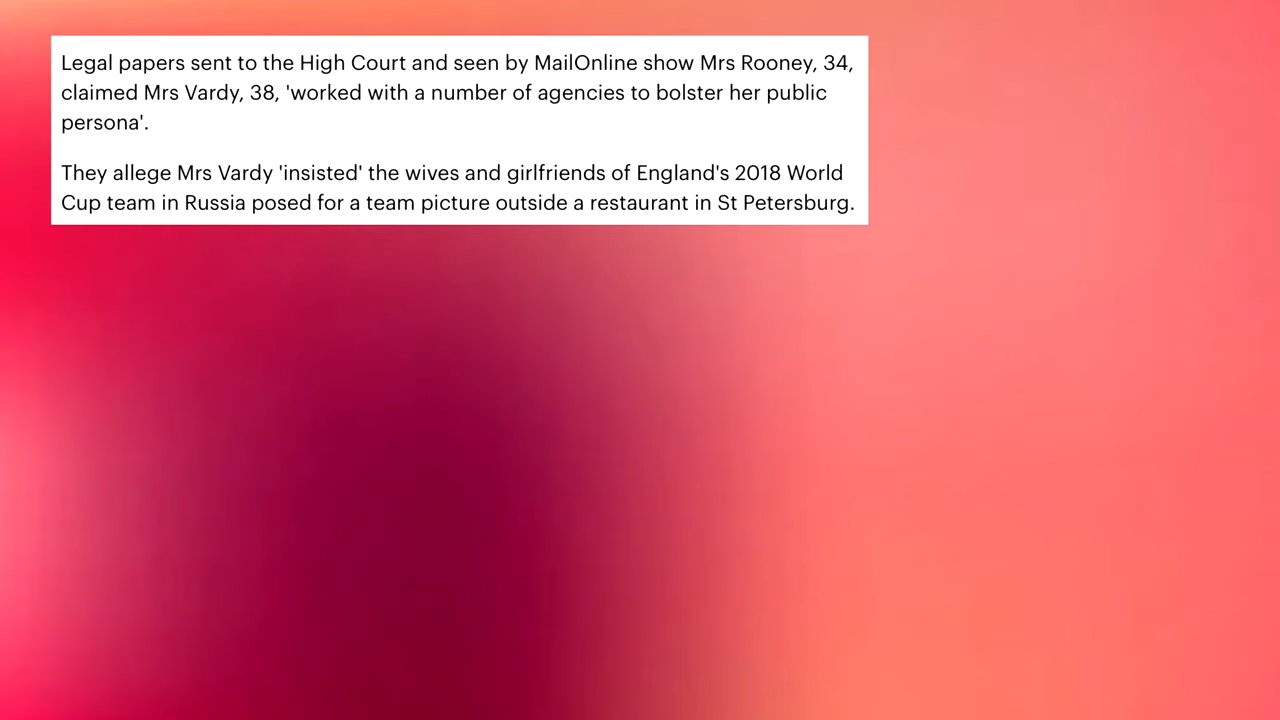 Legal papers sent to the High Court and seen by MailOnline show Mrs Rooney, 34,
claimed Mrs Vardy, 38, 'worked with a number of agencies to bolster her public
persona'.
They allege Mrs Vardy 'insisted' the wives and girlfriends of England's 2018 World
Cup team in Russia posed for a team picture outside a restaurant in St Petersburg.